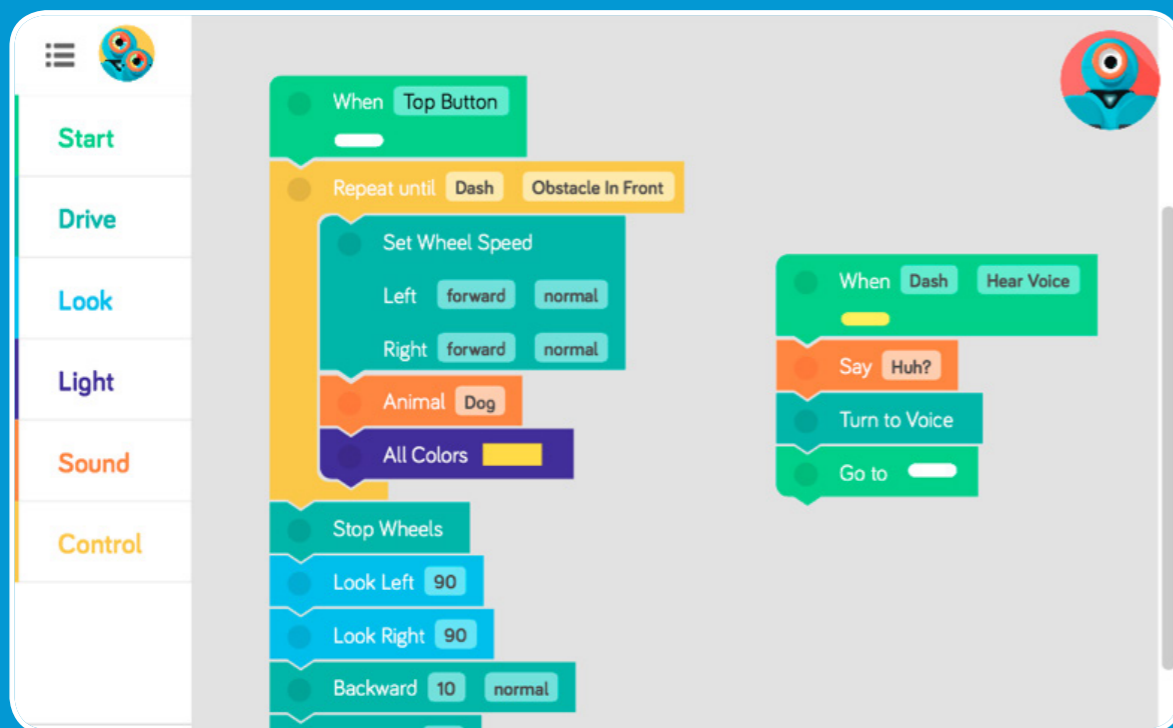 Start
Drive
Look
Light
Sound
Control
When Top Button
Repeat until Dash Obstacle In Front
Set Wheel Speed
Left forward normal
Right forward normal
Animal Dog
All Colors
Stop Wheels
Look Left 90
Look Right 90
Backward 10 normal
When Dash Hear Voice
Say Huh?
Turn to Voice
Go to